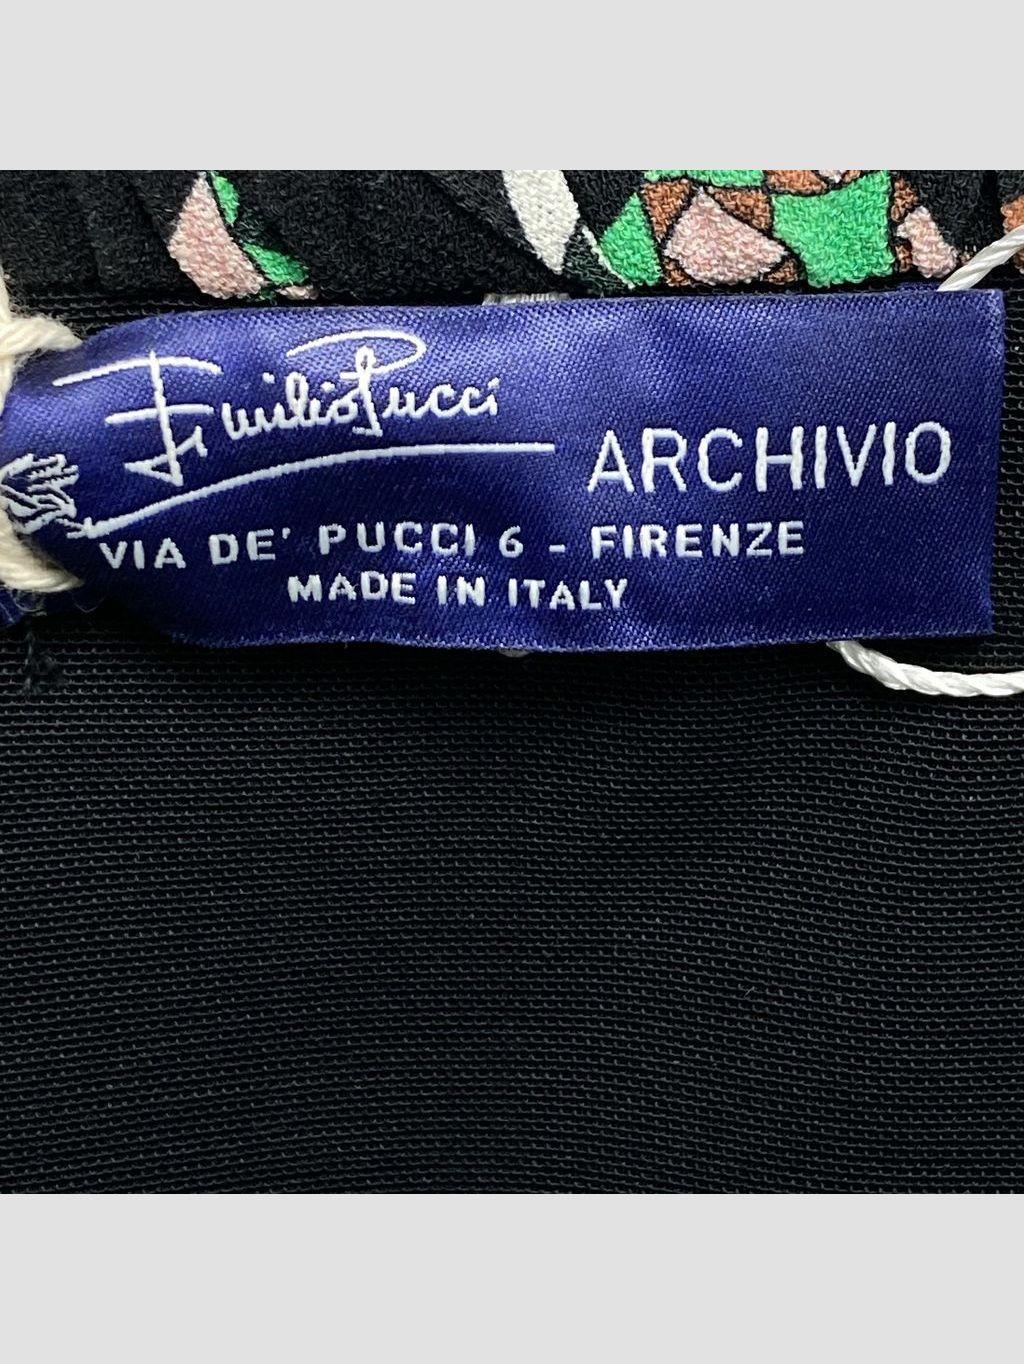 Emilio Pucci ARCHIVIO
VIA DE' PUCCI 6 - FIRENZE
MADE IN ITALY